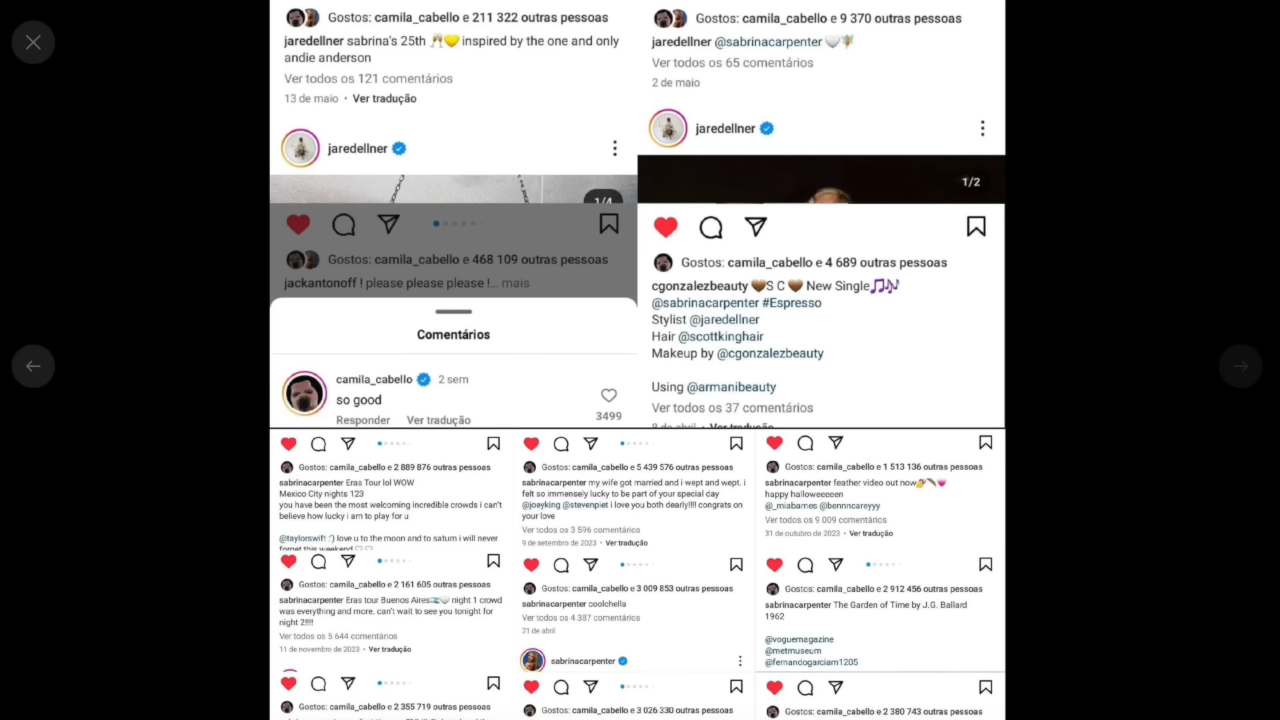 Gostos: camila_cabello e 211 322 outras pessoas
jaredellner sabrina's 25th 🥂💛 inspired by the one and only
andie anderson
Ver todos os 121 comentários
13 de maio • Ver tradução
jaredellner
1/4
Gostos: camila_cabello e 468 109 outras pessoas
jackantonoff ! please please please !... mais
Comentários
camila_cabello 2 sem
so good
Responder Ver tradução
3499
Gostos: camila_cabello e 9 370 outras pessoas
jaredellner @sabrinacarpenter 🤍🧚
Ver todos os 65 comentários
2 de maio
jaredellner
1/2
Gostos: camila_cabello e 4 689 outras pessoas
cgonzalezbeauty 🤎S C 🤎 New Single🎵🎶
@sabrinacarpenter #Espresso
Stylist @jaredellner
Hair @scottkinghair
Makeup by @cgonzalezbeauty
Using @armanibeauty
Ver todos os 37 comentários
8 de abril • Ver tradução
Gostos: camila_cabello e 2 889 876 outras pessoas
sabrinacarpenter Eras Tour lol WOW
Mexico City nights 123
you have been the most welcoming incredible crowds i can't
believe how lucky i am to play for u
@taylorswift :') love u to the moon and to saturn i will never
forget this weekend ♡ ♡
Gostos: camila_cabello e 2 161 605 outras pessoas
sabrinacarpenter Eras tour Buenos Aires🌊🤍 night 1 crowd
was everything and more. can't wait to see you tonight for
night 2!!!!
Ver todos os 5 644 comentários
11 de novembro de 2023 • Ver tradução
Gostos: camila_cabello e 2 355 719 outras pessoas
Gostos: camila_cabello e 5 439 576 outras pessoas
sabrinacarpenter my wife got married and i wept and wept. i
felt so immensely lucky to be part of your special day
@joeyking @stevenpiet i love you both dearly!!!! congrats on
your love
Ver todos os 3 596 comentários
9 de setembro de 2023 • Ver tradução
Gostos: camila_cabello e 3 009 853 outras pessoas
sabrinacarpenter coolchella
Ver todos os 4 387 comentários
21 de abril
sabrinacarpenter
Gostos: camila_cabello e 3 026 330 outras pessoas
Gostos: camila_cabello e 1 513 136 outras pessoas
sabrinacarpenter feather video out now💅🪶💗
happy halloweeeeen
@_miabarnes @bennncareyyy
Ver todos os 9 009 comentários
31 de outubro de 2023 • Ver tradução
Gostos: camila_cabello e 2 912 456 outras pessoas
sabrinacarpenter The Garden of Time by J.G. Ballard
1962
@voguemagazine
@metmuseum
@fernandogarciam1205
Gostos: camila_cabello e 2 380 743 outras pessoas